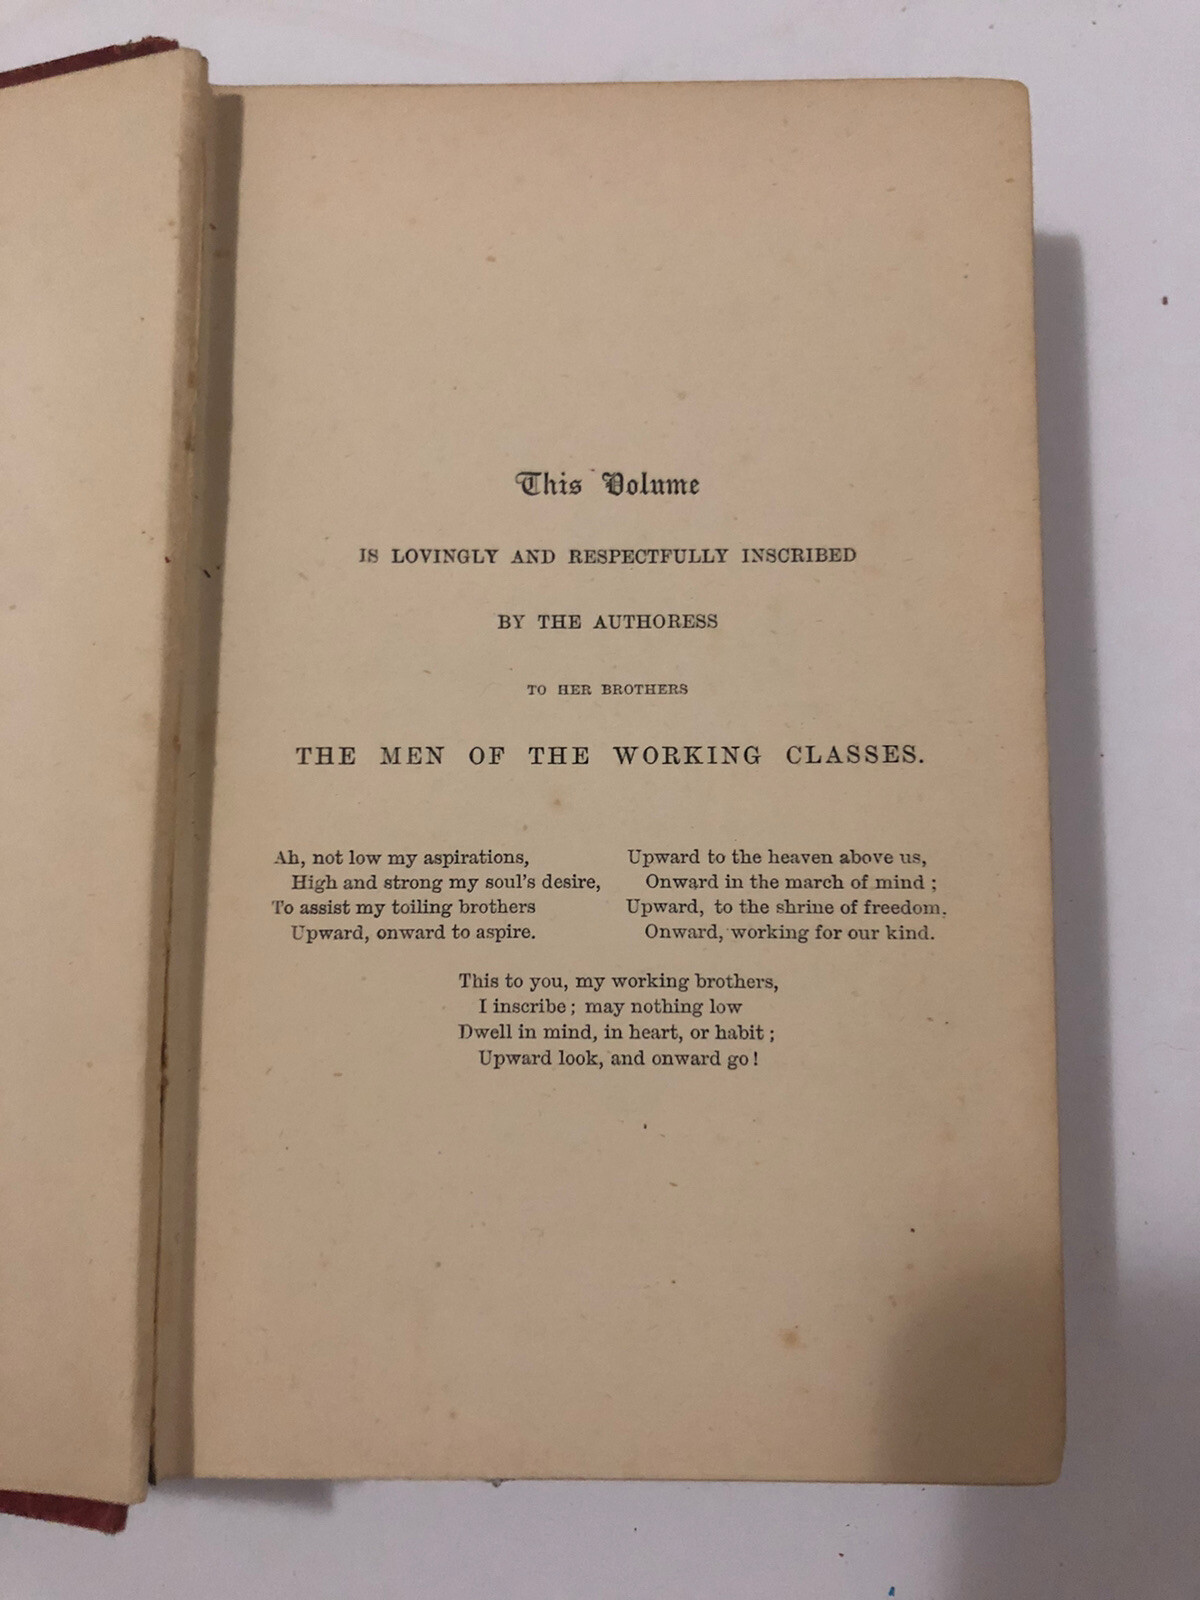 This Volume
IS LOVINGLY AND RESPECTFULLY INSCRIBED
BY THE AUTHORESS
TO HER BROTHERS
THE MEN OF THE WORKING CLASSES.
Ah, not low my aspirations,
High and strong my soul's desire,
To assist my toiling brothers
Upward, onward to aspire.
Upward to the heaven above us,
Onward in the march of mind ;
Upward, to the shrine of freedom.
Onward, working for our kind.
This to you, my working brothers,
I inscribe ; may nothing low
Dwell in mind, in heart, or habit ;
Upward look, and onward go !